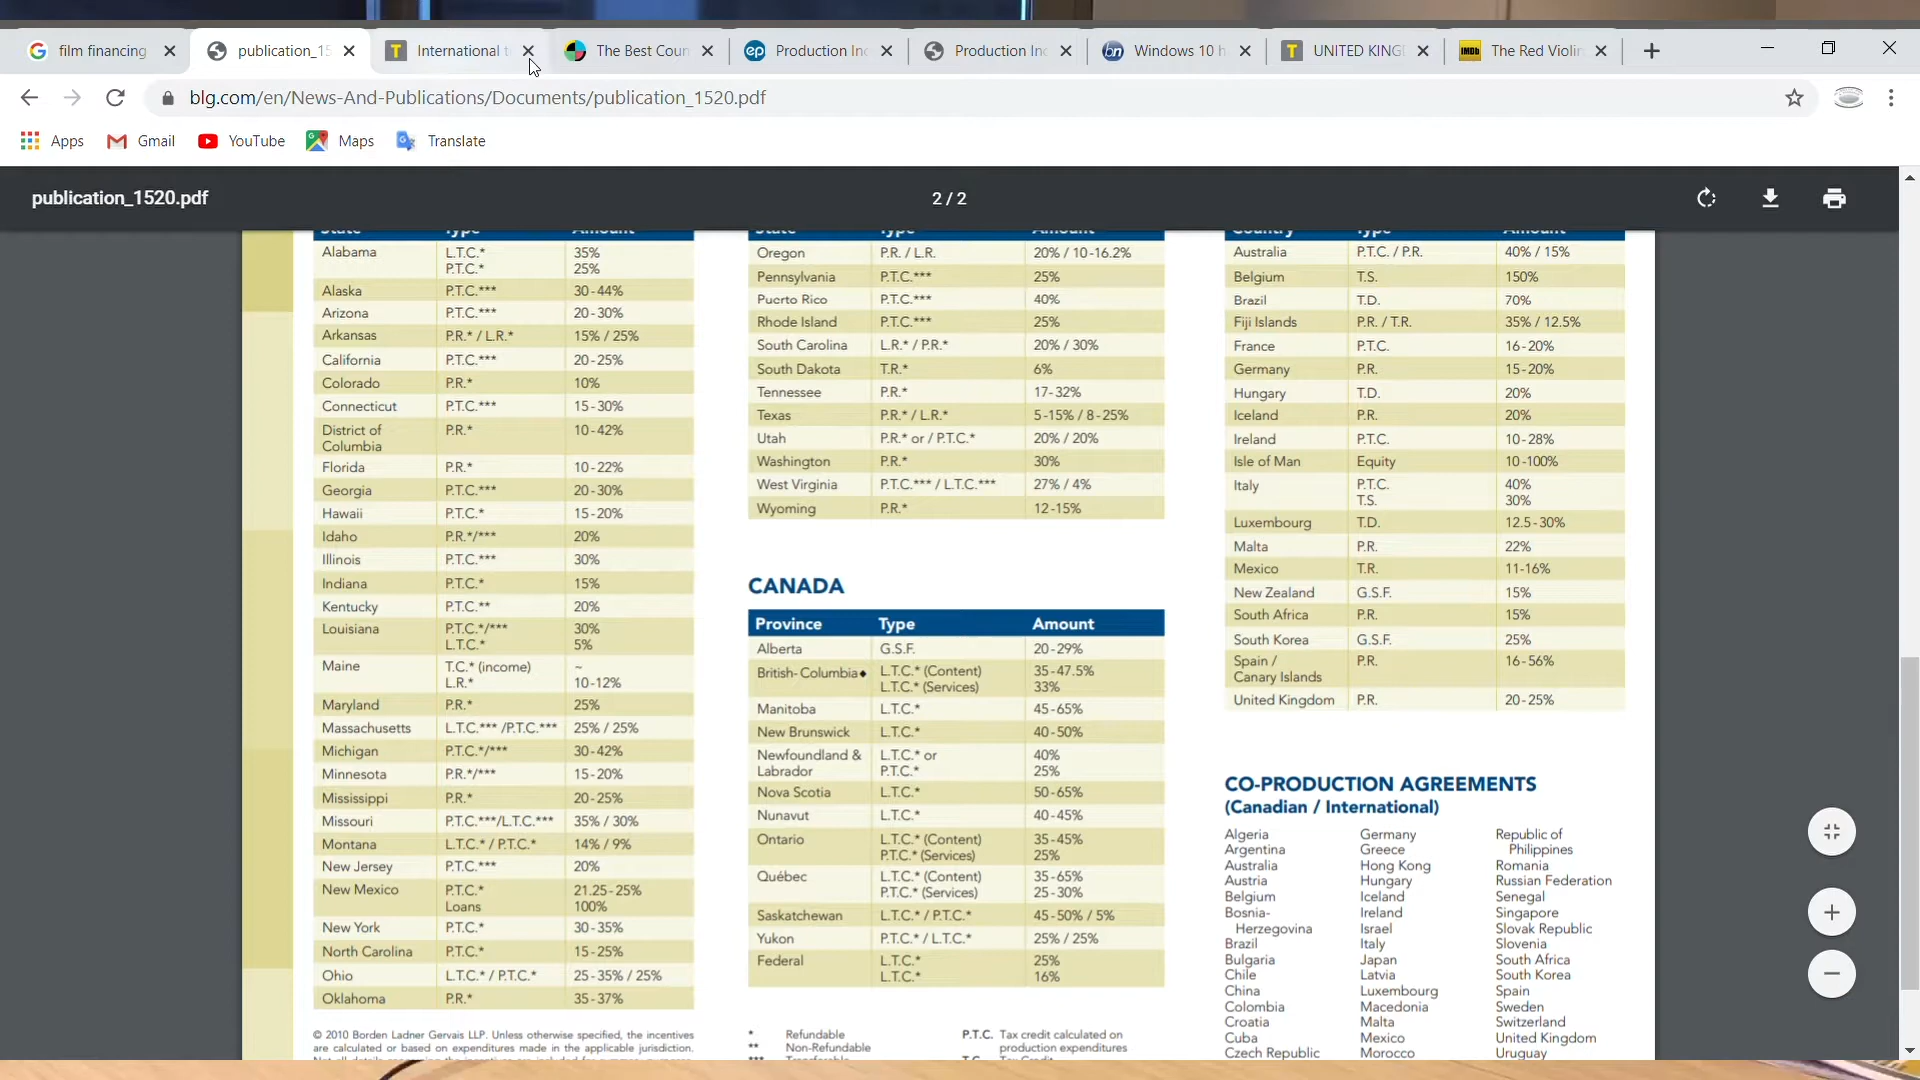 film financing
publication_15
International t
The Best Coun
Production Inc
Production Inc
Windows 10 h
UNITED KINGD
The Red Violin
blg.com/en/News-And-Publications/Documents/publication_1520.pdf
Apps
Gmail
YouTube
Maps
Translate
publication_1520.pdf
2 / 2
State Type Amount
Alabama L.T.C.* 35%
P.T.C.* 25%
Alaska P.T.C.*** 30-44%
Arizona P.T.C.*** 20-30%
Arkansas P.R.* / L.R.* 15% / 25%
California P.T.C.*** 20-25%
Colorado P.R.* 10%
Connecticut P.T.C.*** 15-30%
District of P.R.* 10-42%
Columbia
Florida P.R.* 10-22%
Georgia P.T.C.*** 20-30%
Hawaii P.T.C.* 15-20%
Idaho P.R.*/*** 20%
Illinois P.T.C.*** 30%
Indiana P.T.C.* 15%
Kentucky P.T.C.** 20%
Louisiana P.T.C.*/*** 30%
L.T.C.* 5%
Maine T.C.* (income) ~
L.R.* 10-12%
Maryland P.R.* 25%
Massachusetts L.T.C.*** /P.T.C.*** 25% / 25%
Michigan P.T.C.*/*** 30-42%
Minnesota P.R.*/*** 15-20%
Mississippi P.R.* 20-25%
Missouri P.T.C.***/L.T.C.*** 35% / 30%
Montana L.T.C.* / P.T.C.* 14% / 9%
New Jersey P.T.C.*** 20%
New Mexico P.T.C.* 21.25-25%
Loans 100%
New York P.T.C.* 30-35%
North Carolina P.T.C.* 15-25%
Ohio L.T.C.* / P.T.C.* 25-35% / 25%
Oklahoma P.R.* 35-37%
© 2010 Borden Ladner Gervais LLP. Unless otherwise specified, the incentives
are calculated or based on expenditures made in the applicable jurisdiction.
State Type Amount
Oregon P.R. / L.R. 20% / 10-16.2%
Pennsylvania P.T.C.*** 25%
Puerto Rico P.T.C.*** 40%
Rhode Island P.T.C.*** 25%
South Carolina L.R.* / P.R.* 20% / 30%
South Dakota T.R.* 6%
Tennessee P.R.* 17-32%
Texas P.R.* / L.R.* 5-15% / 8-25%
Utah P.R.* or / P.T.C.* 20% / 20%
Washington P.R.* 30%
West Virginia P.T.C.*** / L.T.C.*** 27% / 4%
Wyoming P.R.* 12-15%
CANADA
Province Type Amount
Alberta G.S.F. 20-29%
British-Columbia♦ L.T.C.* (Content) 35-47.5%
L.T.C.* (Services) 33%
Manitoba L.T.C.* 45-65%
New Brunswick L.T.C.* 40-50%
Newfoundland & L.T.C.* or 40%
Labrador P.T.C.* 25%
Nova Scotia L.T.C.* 50-65%
Nunavut L.T.C.* 40-45%
Ontario L.T.C.* (Content) 35-45%
P.T.C.* (Services) 25%
Québec L.T.C.* (Content) 35-65%
P.T.C.* (Services) 25-30%
Saskatchewan L.T.C.* / P.T.C.* 45-50% / 5%
Yukon P.T.C.* / L.T.C.* 25% / 25%
Federal L.T.C.* 25%
L.T.C.* 16%
* Refundable
** Non-Refundable
P.T.C. Tax credit calculated on
production expenditures
Country Type Amount
Australia P.T.C. / P.R. 40% / 15%
Belgium T.S. 150%
Brazil T.D. 70%
Fiji Islands P.R. / T.R. 35% / 12.5%
France P.T.C. 16-20%
Germany P.R. 15-20%
Hungary T.D. 20%
Iceland P.R. 20%
Ireland P.T.C. 10-28%
Isle of Man Equity 10-100%
Italy P.T.C. 40%
T.S. 30%
Luxembourg T.D. 12.5-30%
Malta P.R. 22%
Mexico T.R. 11-16%
New Zealand G.S.F. 15%
South Africa P.R. 15%
South Korea G.S.F. 25%
Spain / P.R. 16-56%
Canary Islands
United Kingdom P.R. 20-25%
CO-PRODUCTION AGREEMENTS
(Canadian / International)
Algeria
Argentina
Australia
Austria
Belgium
Bosnia-
Herzegovina
Brazil
Bulgaria
Chile
China
Colombia
Croatia
Cuba
Czech Republic
Germany
Greece
Hong Kong
Hungary
Iceland
Ireland
Israel
Italy
Japan
Latvia
Luxembourg
Macedonia
Malta
Mexico
Morocco
Republic of
Philippines
Romania
Russian Federation
Senegal
Singapore
Slovak Republic
Slovenia
South Africa
South Korea
Spain
Sweden
Switzerland
United Kingdom
Uruguay